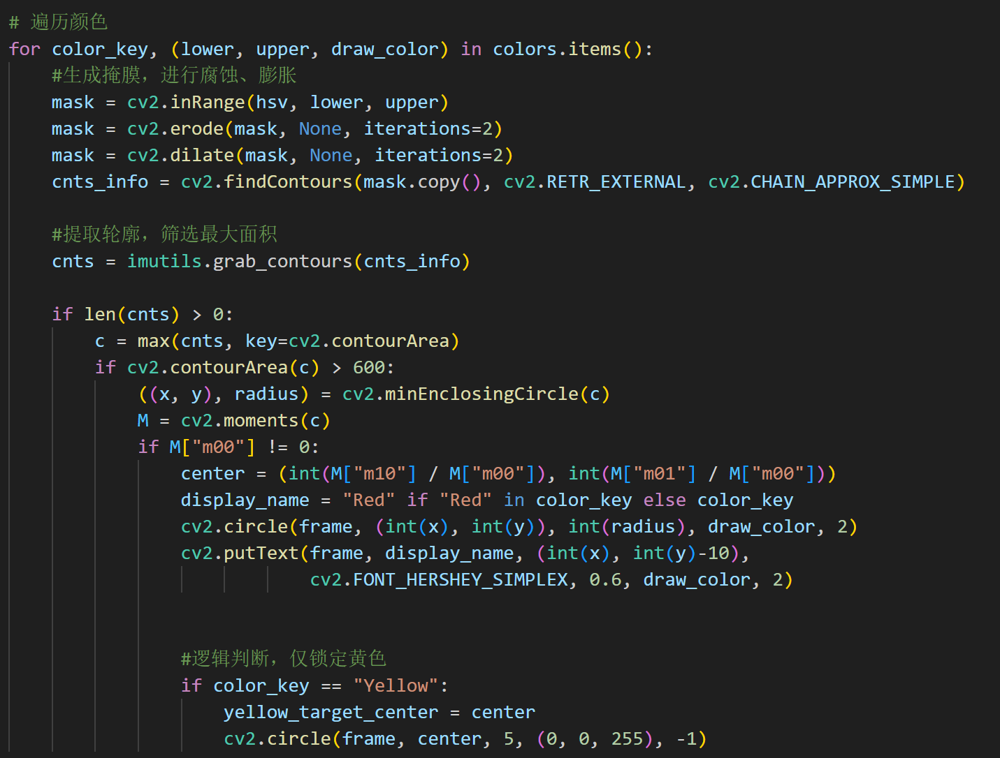 # 遍历颜色
for color_key, (lower, upper, draw_color) in colors.items():
    #生成掩膜，进行腐蚀、膨胀
    mask = cv2.inRange(hsv, lower, upper)
    mask = cv2.erode(mask, None, iterations=2)
    mask = cv2.dilate(mask, None, iterations=2)
    cnts_info = cv2.findContours(mask.copy(), cv2.RETR_EXTERNAL, cv2.CHAIN_APPROX_SIMPLE)
    #提取轮廓，筛选最大面积
    cnts = imutils.grab_contours(cnts_info)
    if len(cnts) > 0:
        c = max(cnts, key=cv2.contourArea)
        if cv2.contourArea(c) > 600:
            ((x, y), radius) = cv2.minEnclosingCircle(c)
            M = cv2.moments(c)
            if M["m00"] != 0:
                center = (int(M["m10"] / M["m00"]), int(M["m01"] / M["m00"]))
                display_name = "Red" if "Red" in color_key else color_key
                cv2.circle(frame, (int(x), int(y)), int(radius), draw_color, 2)
                cv2.putText(frame, display_name, (int(x), int(y)-10),
                            cv2.FONT_HERSHEY_SIMPLEX, 0.6, draw_color, 2)
                #逻辑判断，仅锁定黄色
                if color_key == "Yellow":
                    yellow_target_center = center
                    cv2.circle(frame, center, 5, (0, 0, 255), -1)